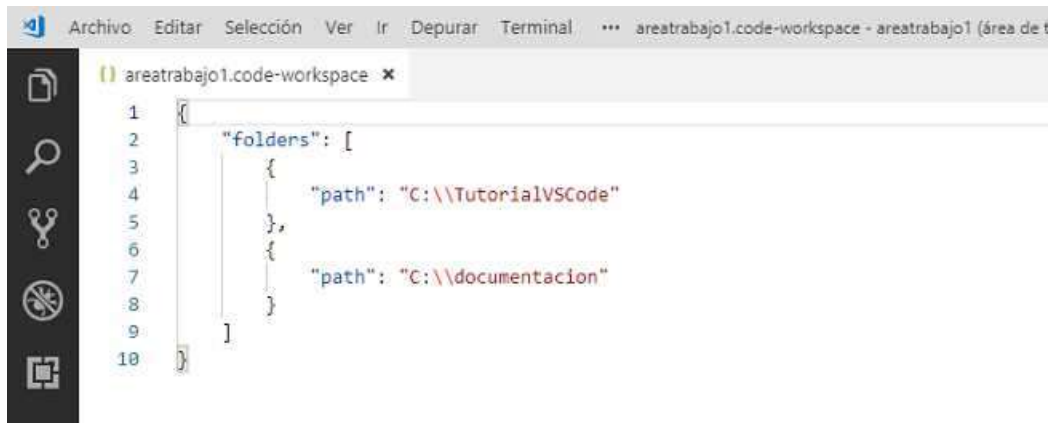 Archivo Editar Selección Ver Ir Depurar Terminal ··· areatrabajo1.code-workspace - areatrabajo1 (área de t
{} areatrabajo1.code-workspace ×
1 {
2 "folders": [
3 {
4 "path": "C:\\TutorialVSCode"
5 },
6 {
7 "path": "C:\\documentacion"
8 }
9 ]
10 }